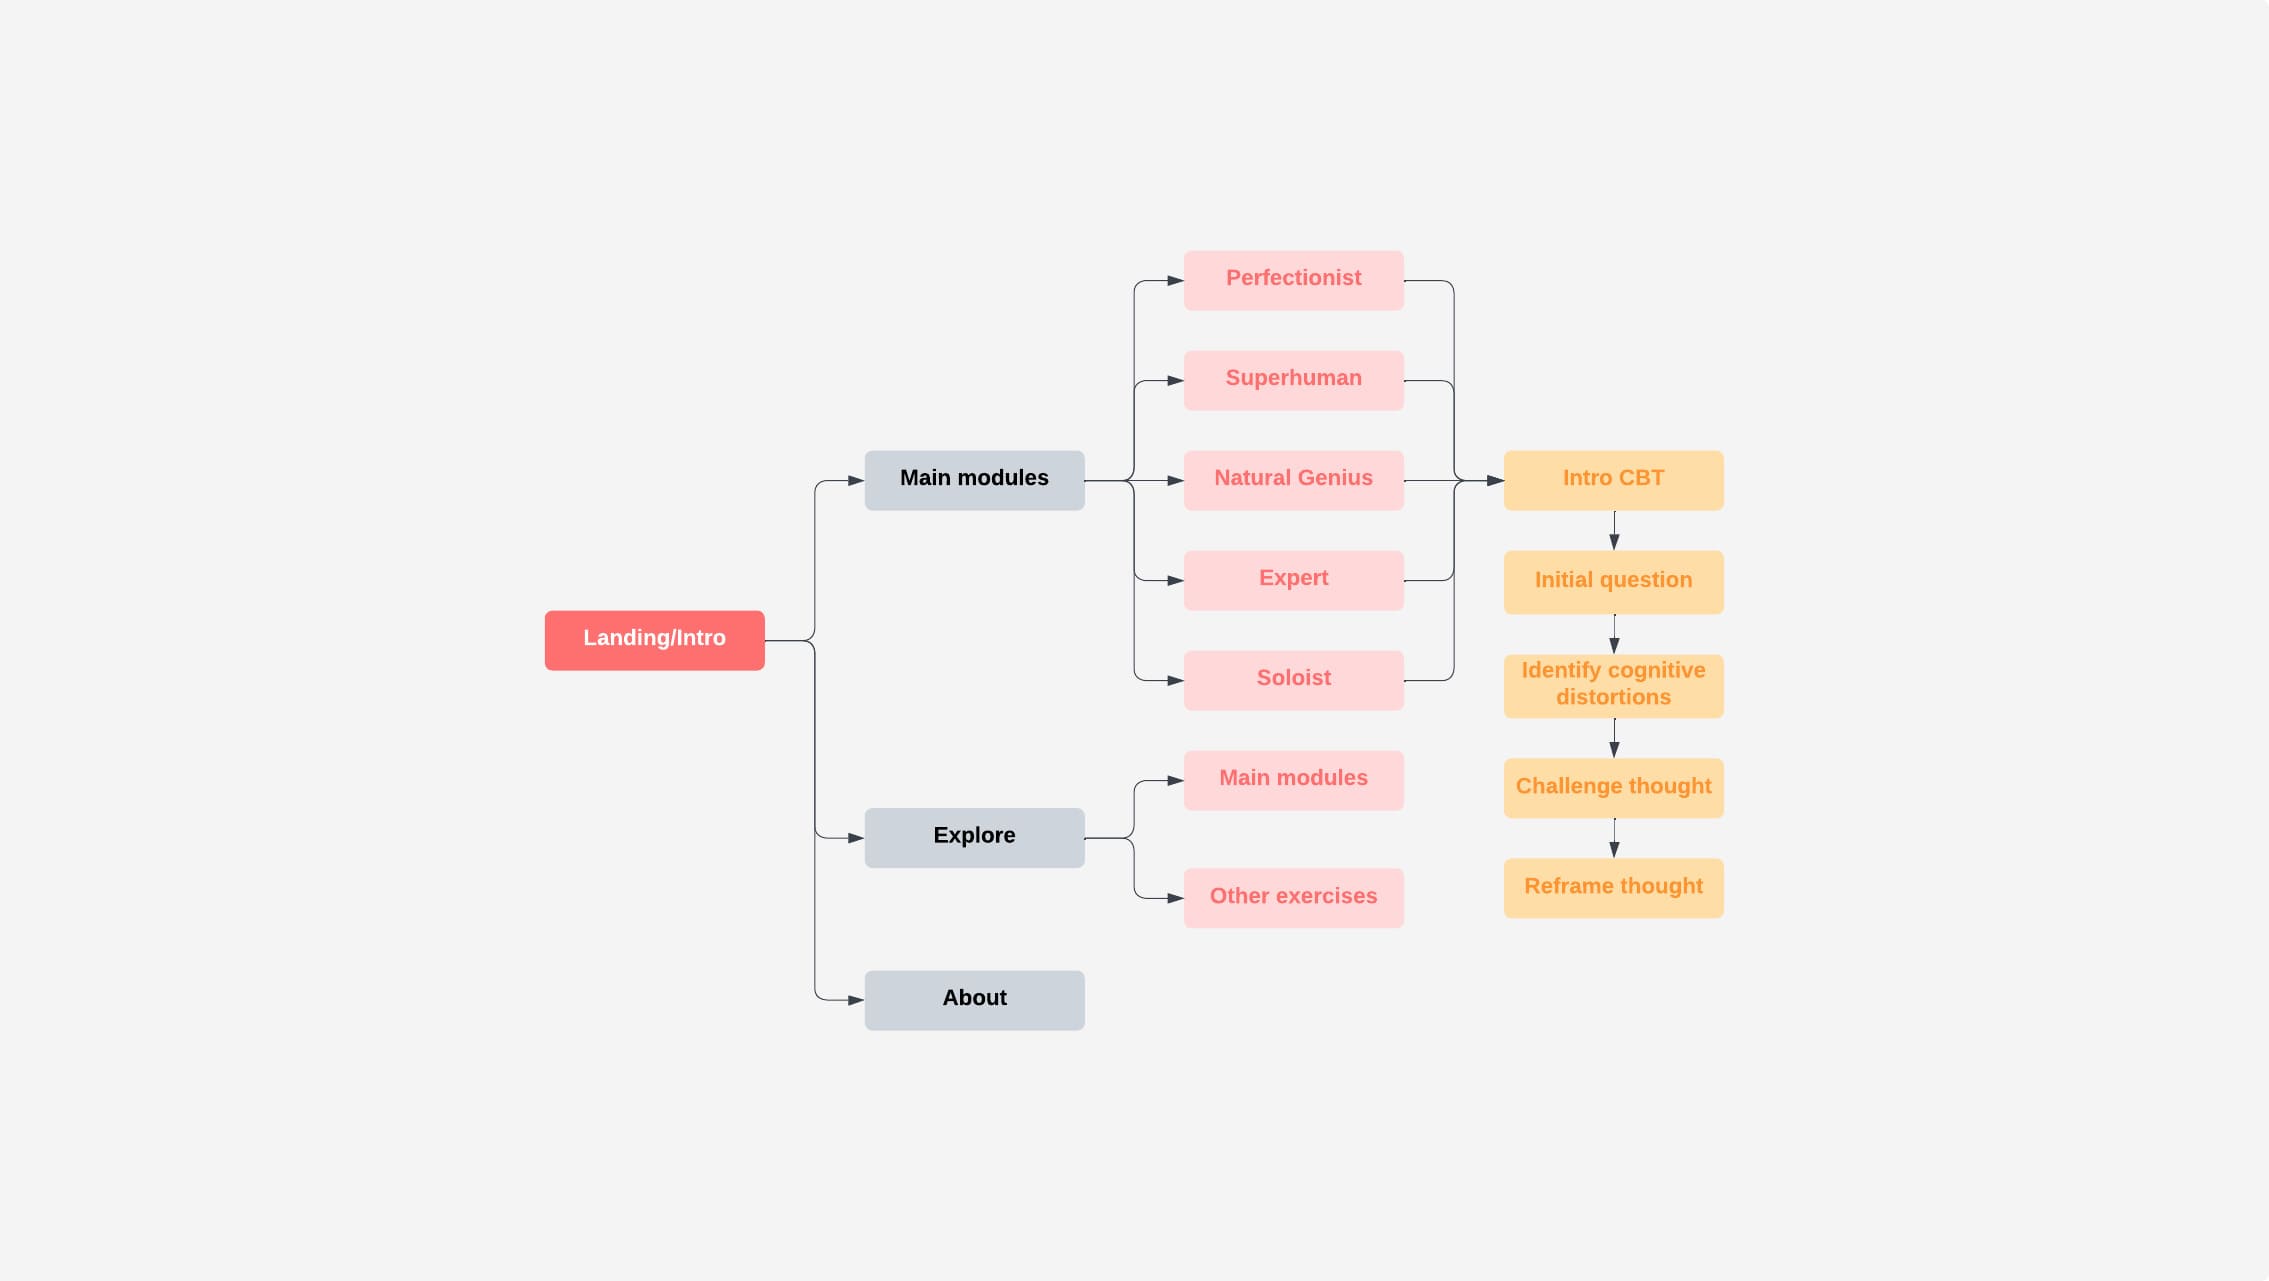 Landing/Intro
Main modules
Explore
About
Perfectionist
Superhuman
Natural Genius
Expert
Soloist
Main modules
Other exercises
Intro CBT
Initial question
Identify cognitive
distortions
Challenge thought
Reframe thought